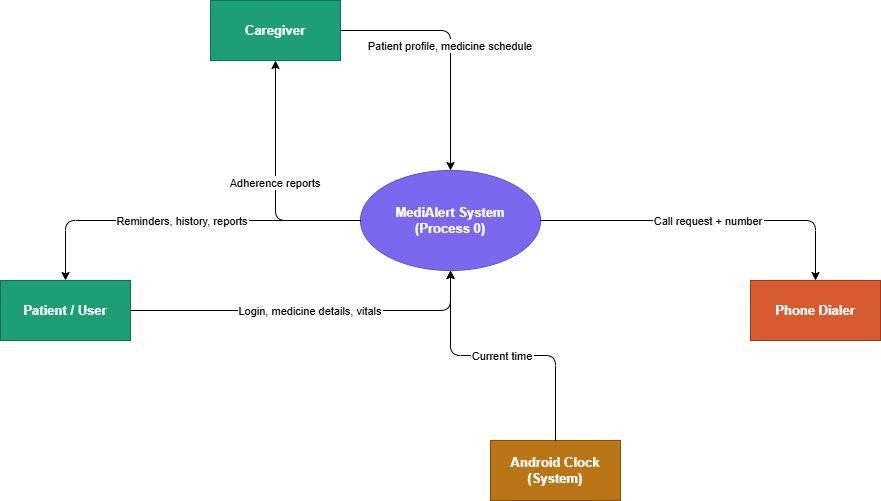 Caregiver
Patient profile, medicine schedule
Adherence reports
MediAlert System
(Process 0)
Reminders, history, reports
Call request + number
Patient / User
Login, medicine details, vitals
Phone Dialer
Current time
Android Clock
(System)